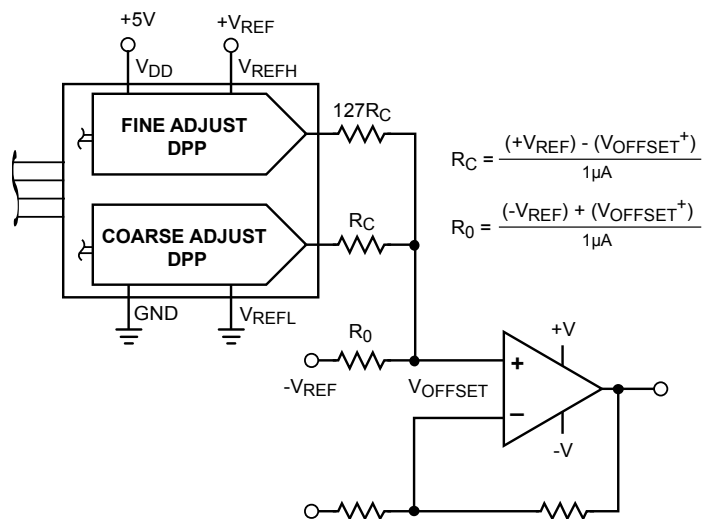 +5V
+VREF
VDD
VREFH
FINE ADJUST
DPP
127RC
RC = (+VREF) - (VOFFSET+)
1µA
COARSE ADJUST
DPP
RC
R0 = (-VREF) + (VOFFSET+)
1µA
GND
VREFL
R0
-VREF
VOFFSET
+
+V
−
-V